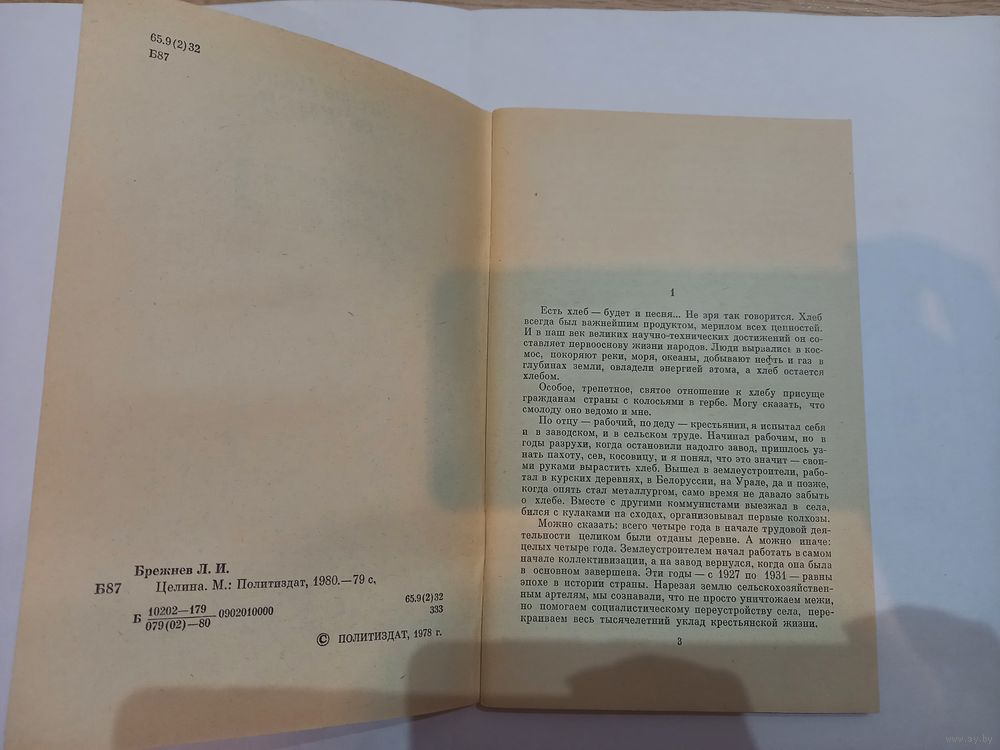 65.9(2)32
Б87
Брежнев Л. И.
Б87 Целина. М.: Политиздат, 1980.—79 с,
Б 10202—179 0902010000
079(02)—80
65.9(2)32
333
© ПОЛИТИЗДАТ, 1978 г.
1
Есть хлеб — будет и песня... Не зря так говорится. Хлеб
всегда был важнейшим продуктом, мерилом всех ценностей.
И в наш век великих научно-технических достижений он со-
ставляет первооснову жизни народов. Люди вырвались в кос-
мос, покоряют реки, моря, океаны, добывают нефть и газ в
глубинах земли, овладели энергией атома, а хлеб остается
хлебом.
Особое, трепетное, святое отношение к хлебу присуще
гражданам страны с колосьями в гербе. Могу сказать, что
смолоду оно ведомо и мне.
По отцу — рабочий, по деду — крестьянин, я испытал себя
и в заводском, и в сельском труде. Начинал рабочим, но в
годы разрухи, когда остановили надолго завод, пришлось уз-
нать пахоту, сев, косовицу, и я понял, что это значит — свои-
ми руками вырастить хлеб. Вышел в землеустроители, рабо-
тал в курских деревнях, в Белоруссии, на Урале, да и позже,
когда опять стал металлургом, само время не давало забыть
о хлебе. Вместе с другими коммунистами выезжал в села,
бился с кулаками на сходах, организовывал первые колхозы.
Можно сказать: всего четыре года в начале трудовой дея-
тельности целиком были отданы деревне. А можно иначе:
целых четыре года. Землеустроителем начал работать в самом
начале коллективизации, а на завод вернулся, когда она была
в основном завершена. Эти годы — с 1927 по 1931 — равны
эпохе в истории страны. Нарезая землю сельскохозяйствен-
ным артелям, мы сознавали, что не просто уничтожаем межи,
но помогаем социалистическому переустройству села, пере-
краиваем весь тысячелетний уклад крестьянской жизни.
3
www.ay.by